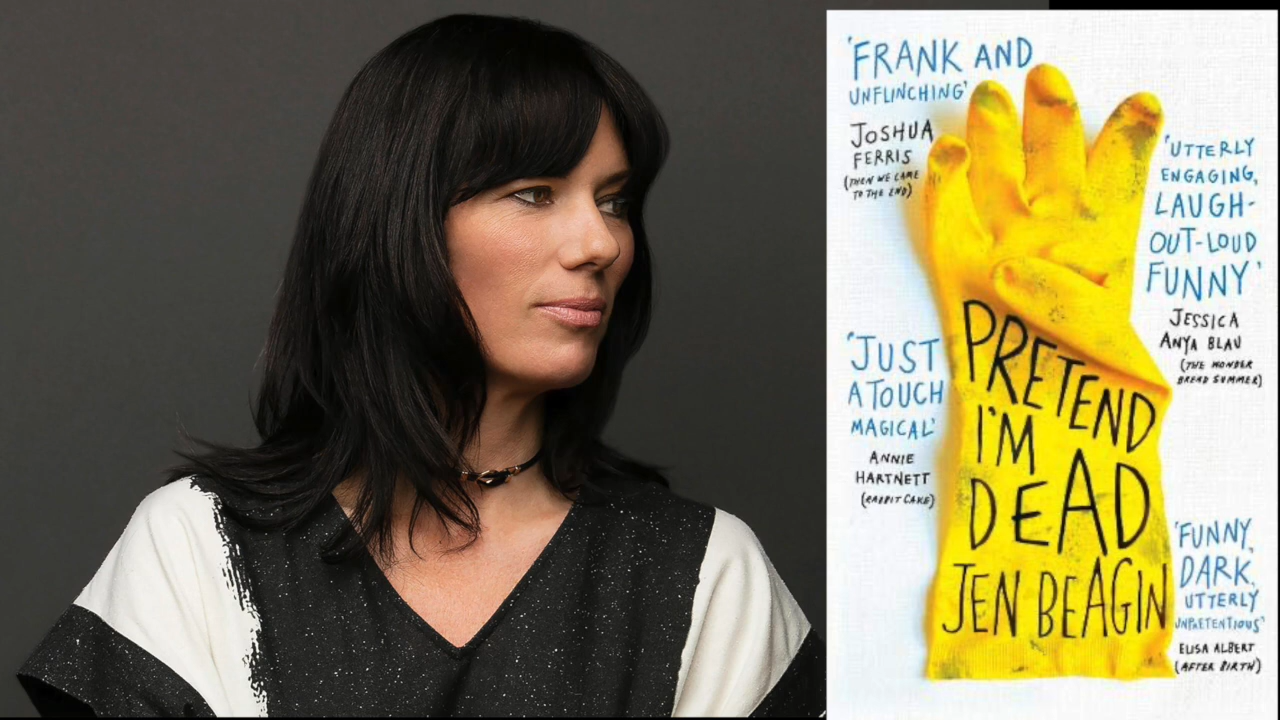 'FRANK AND
UNFLINCHING'
JOSHUA
FERRIS
(THEN WE CAME
TO THE END)
'UTTERLY
ENGAGING,
LAUGH-
OUT-LOUD
FUNNY'
JESSICA
ANYA BLAU
(THE WONDER
BREAD SUMMER)
'JUST
A TOUCH
MAGICAL'
ANNIE
HARTNETT
(RABBIT CAKE)
PRETEND
I'M
DEAD
JEN BEAGIN
'FUNNY,
DARK,
UTTERLY
UNPRETENTIOUS'
ELISA ALBERT
(AFTER BIRTH)